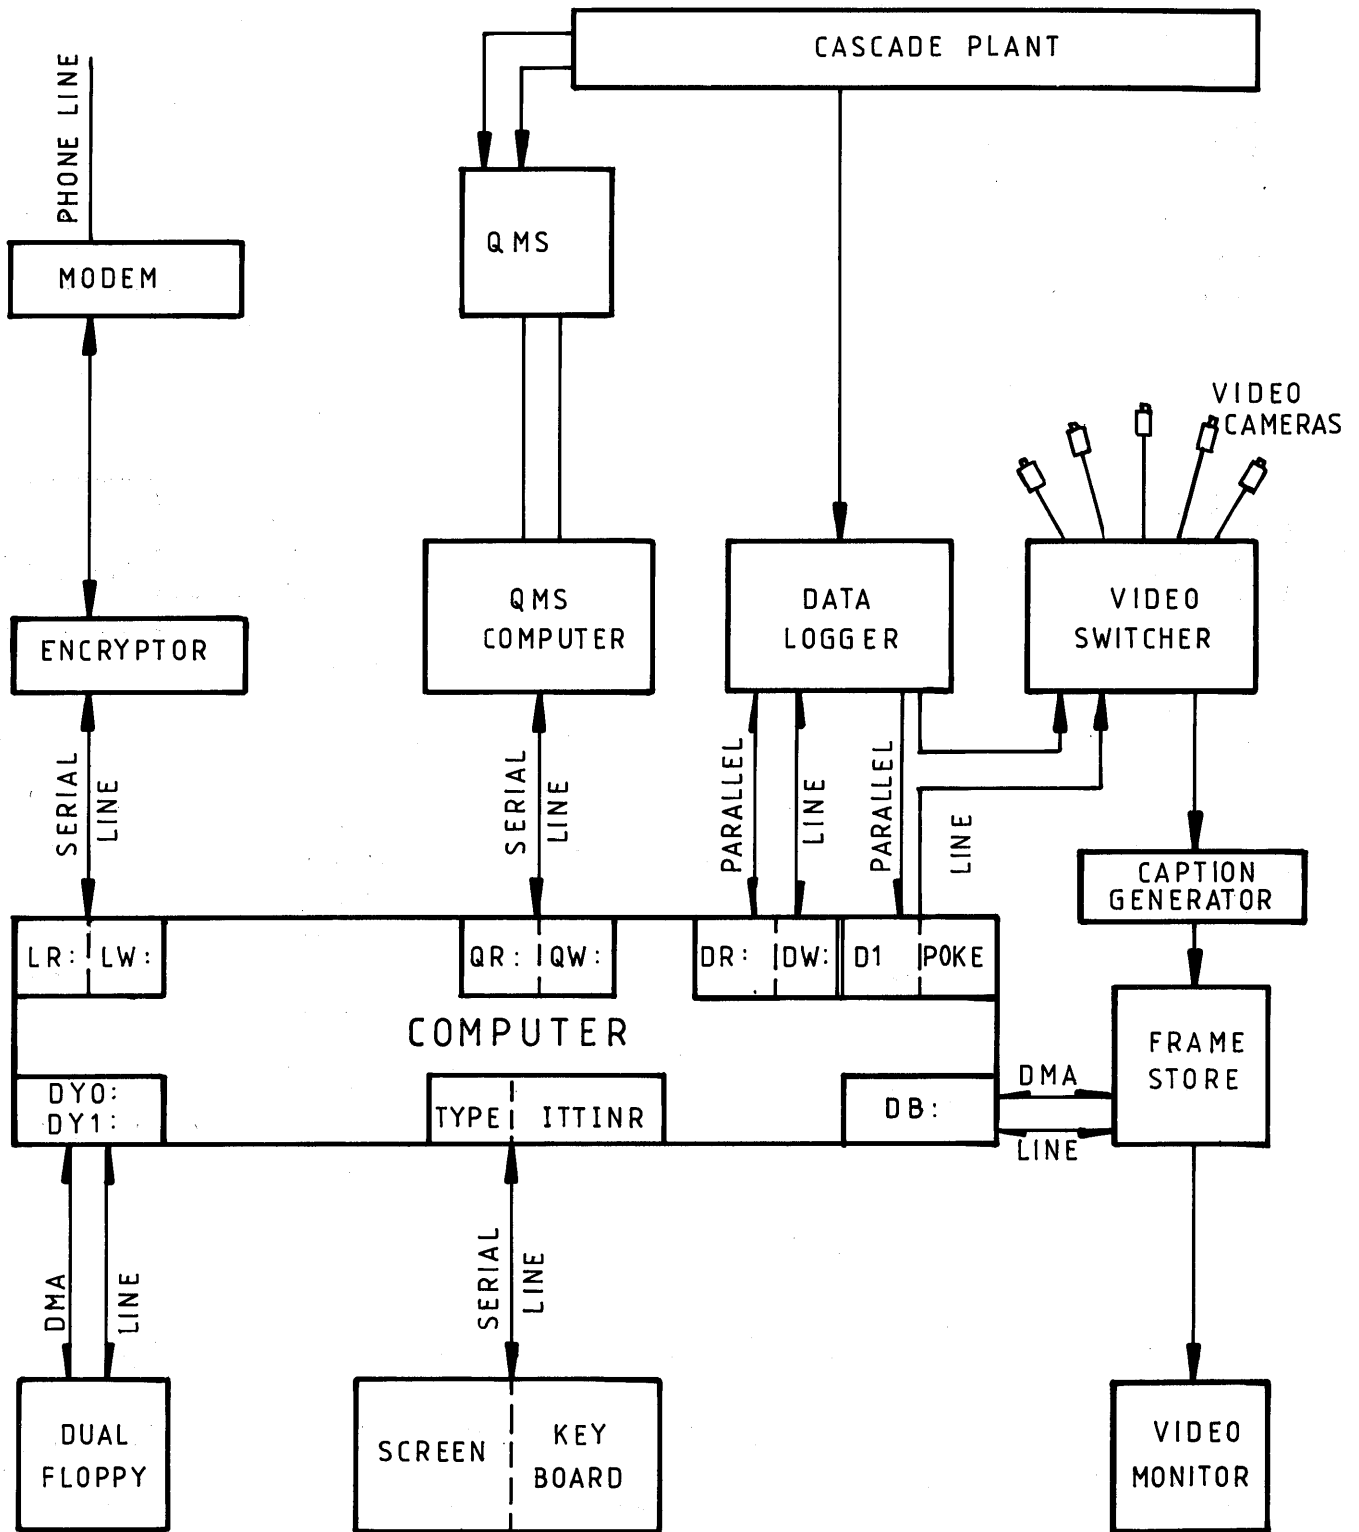 CASCADE PLANT
PHONE LINE
QMS
MODEM
VIDEO
CAMERAS
QMS
COMPUTER
DATA
LOGGER
VIDEO
SWITCHER
ENCRYPTOR
SERIAL
LINE
SERIAL
LINE
PARALLEL
LINE
PARALLEL
LINE
CAPTION
GENERATOR
LR: LW:
QR: QW:
DR: DW: D1 POKE
COMPUTER
FRAME
STORE
DMA
LINE
DY0:
DY1:
TYPE ITTINR
DB:
DMA
LINE
SERIAL
LINE
DUAL
FLOPPY
SCREEN
KEY
BOARD
VIDEO
MONITOR